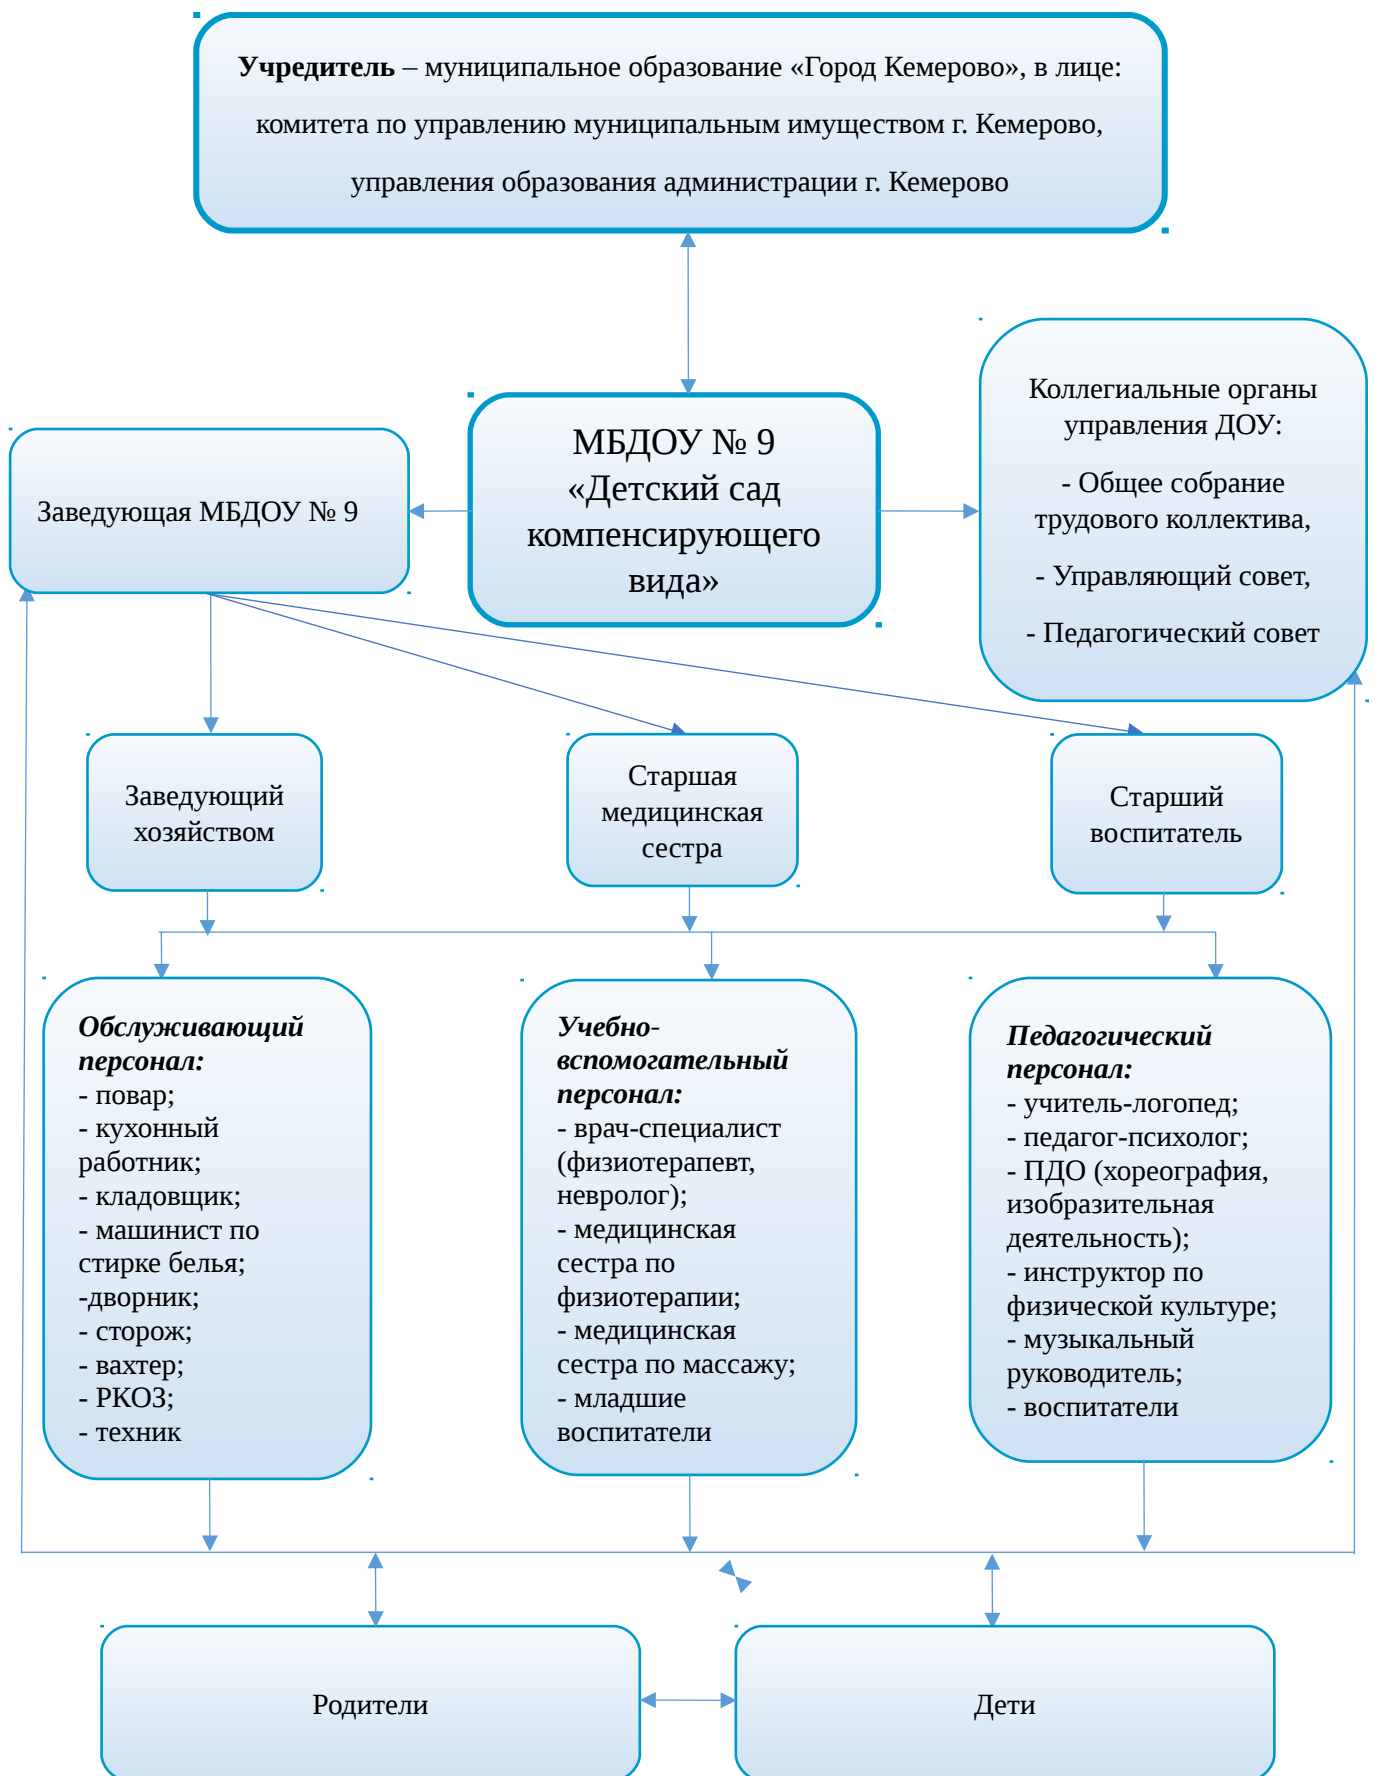 Учредитель – муниципальное образование «Город Кемерово», в лице:
комитета по управлению муниципальным имуществом г. Кемерово,
управления образования администрации г. Кемерово
Заведующая МБДОУ № 9
МБДОУ № 9
«Детский сад
компенсирующего
вида»
Коллегиальные органы
управления ДОУ:
- Общее собрание
трудового коллектива,
- Управляющий совет,
- Педагогический совет
Заведующий
хозяйством
Старшая
медицинская
сестра
Старший
воспитатель
Обслуживающий
персонал:
- повар;
- кухонный
работник;
- кладовщик;
- машинист по
стирке белья;
-дворник;
- сторож;
- вахтер;
- РКОЗ;
- техник
Учебно-
вспомогательный
персонал:
- врач-специалист
(физиотерапевт,
невролог);
- медицинская
сестра по
физиотерапии;
- медицинская
сестра по массажу;
- младшие
воспитатели
Педагогический
персонал:
- учитель-логопед;
- педагог-психолог;
- ПДО (хореография,
изобразительная
деятельность);
- инструктор по
физической культуре;
- музыкальный
руководитель;
- воспитатели
Родители
Дети